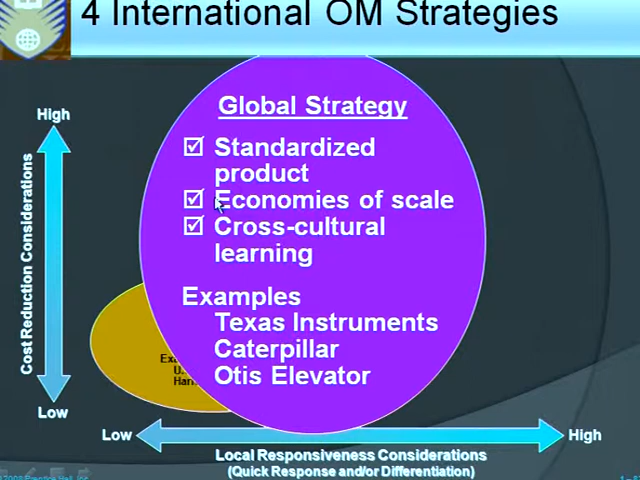 4 International OM Strategies
High
Cost Reduction Considerations
Low
Global Strategy
Standardized
product
Economies of scale
Cross-cultural
learning
Examples
Texas Instruments
Caterpillar
Otis Elevator
Low
High
Local Responsiveness Considerations
(Quick Response and/or Differentiation)